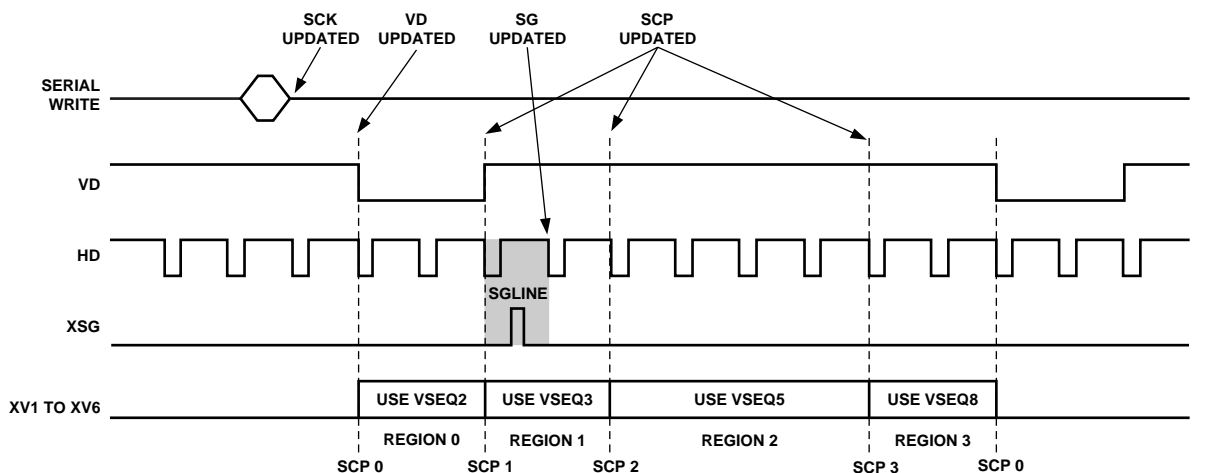 SCK
UPDATED
VD
UPDATED
SG
UPDATED
SCP
UPDATED
SERIAL
WRITE
VD
HD
SGLINE
XSG
XV1 TO XV6
USE VSEQ2
USE VSEQ3
USE VSEQ5
USE VSEQ8
REGION 0
REGION 1
REGION 2
REGION 3
SCP 0
SCP 1
SCP 2
SCP 3
SCP 0